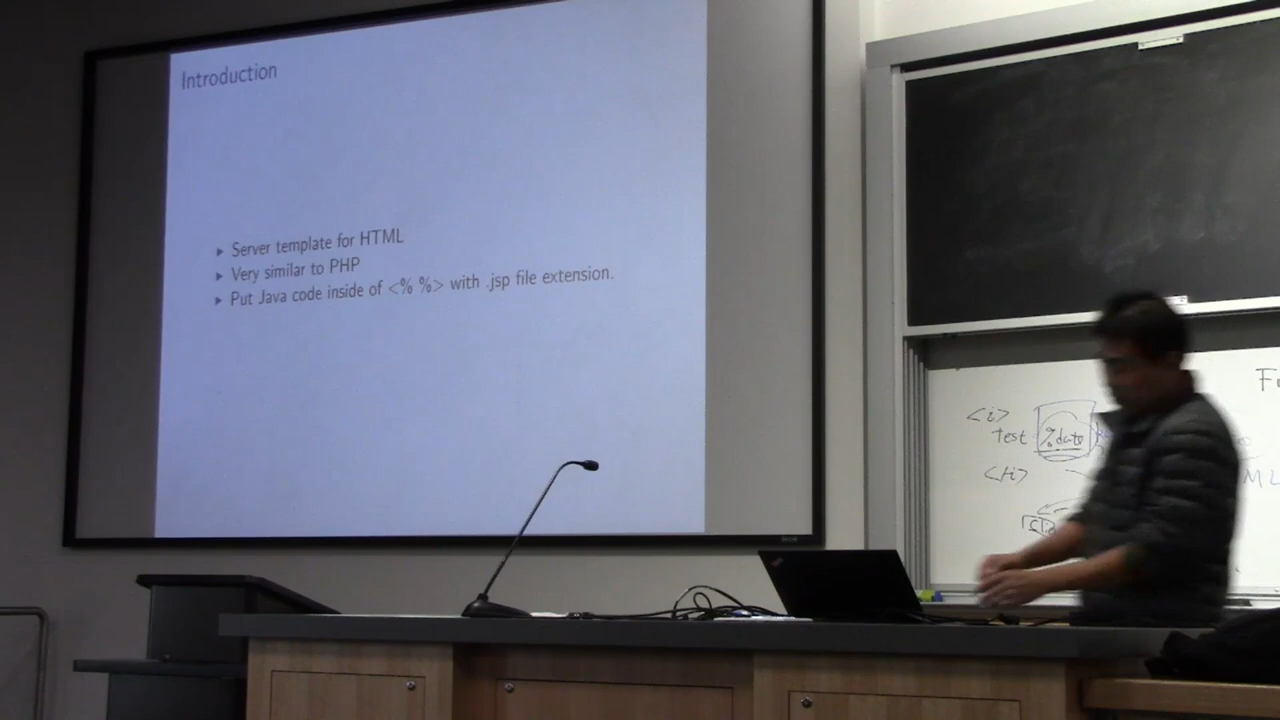 Introduction
▸ Server template for HTML
▸ Very similar to PHP
▸ Put Java code inside of <% %> with .jsp file extension.
<i>
test %date
</i>